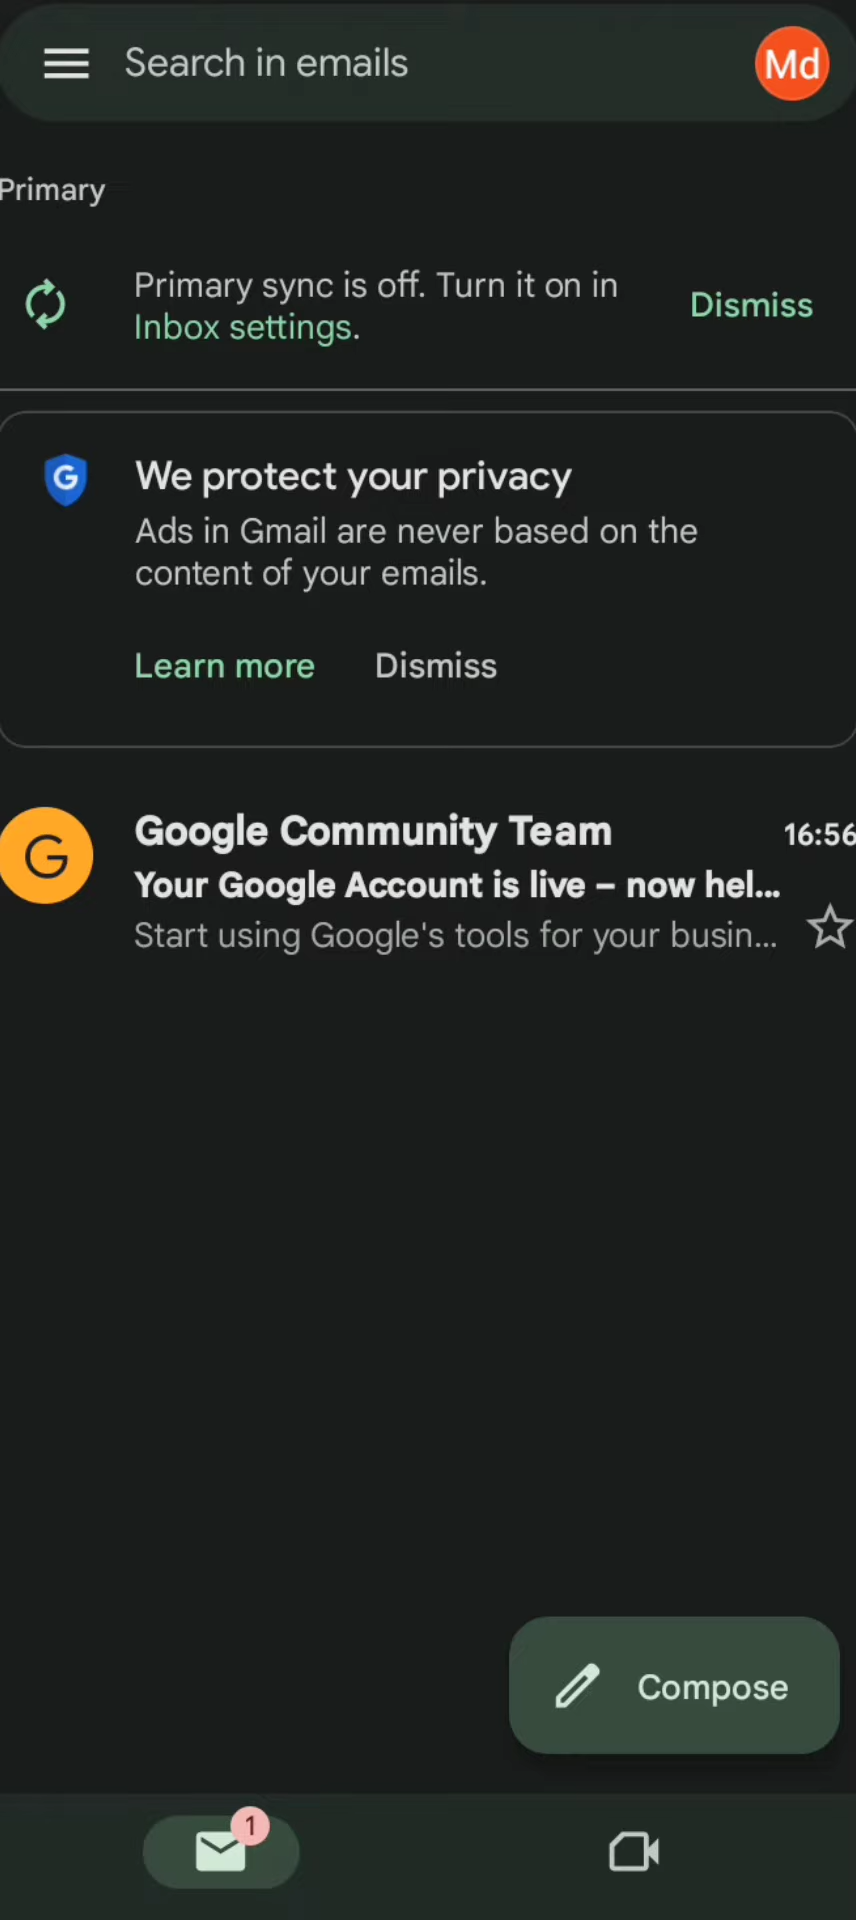 Search in emails
Md
Primary
Primary sync is off. Turn it on in
Inbox settings.
Dismiss
G
We protect your privacy
Ads in Gmail are never based on the
content of your emails.
Learn more Dismiss
G
Google Community Team 16:56
Your Google Account is live – now hel...
Start using Google's tools for your busin...
Compose
1